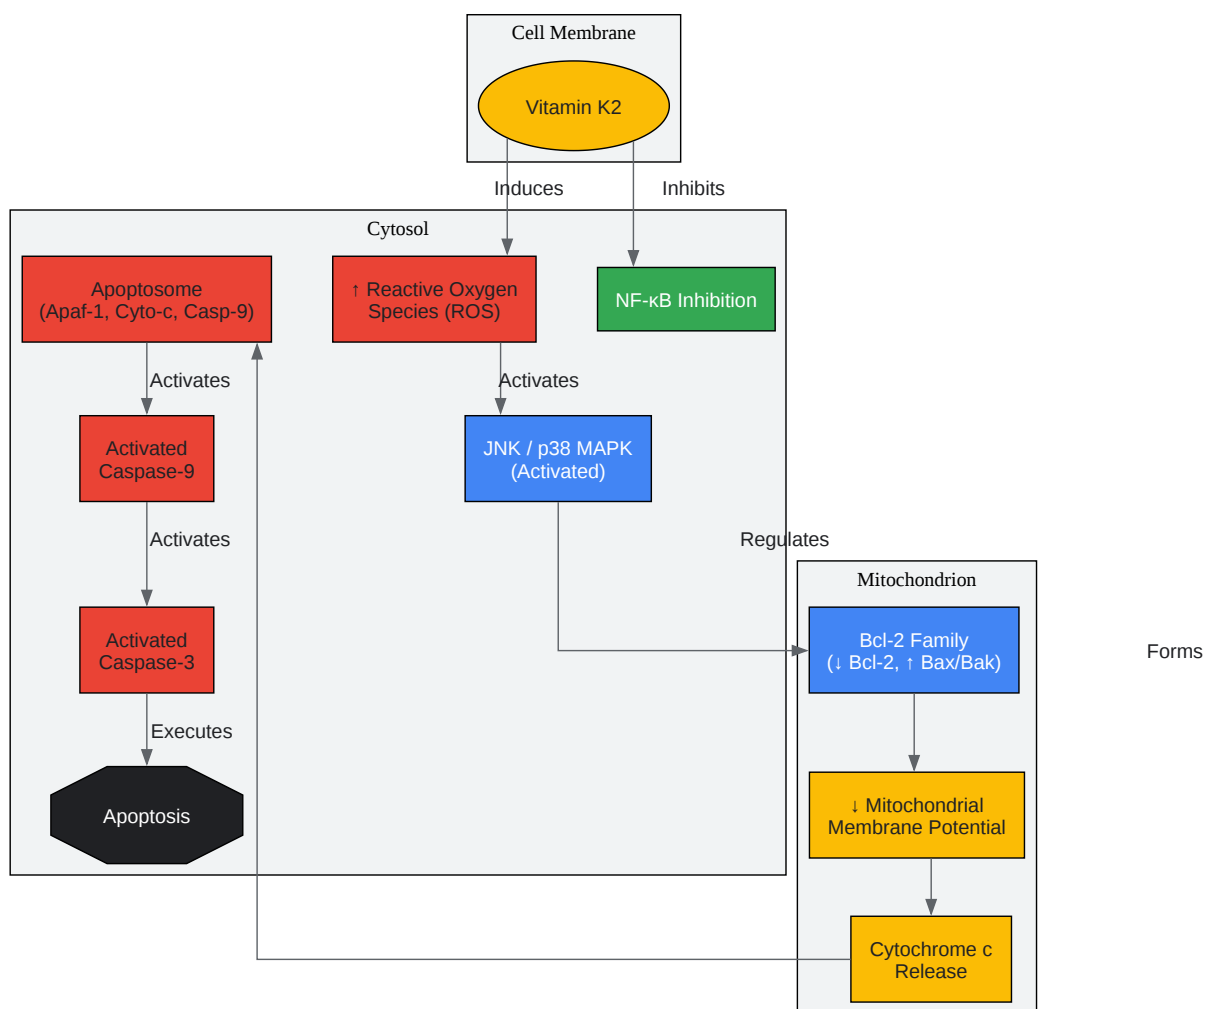 Cell Membrane
Vitamin K2
Induces
Inhibits
Cytosol
Apoptosome
(Apaf-1, Cyto-c, Casp-9)
↑ Reactive Oxygen
Species (ROS)
NF-κB Inhibition
Activates
Activates
Activated
Caspase-9
JNK / p38 MAPK
(Activated)
Activates
Regulates
Mitochondrion
Activated
Caspase-3
Bcl-2 Family
(↓ Bcl-2, ↑ Bax/Bak)
Forms
Executes
Apoptosis
↓ Mitochondrial
Membrane Potential
Cytochrome c
Release